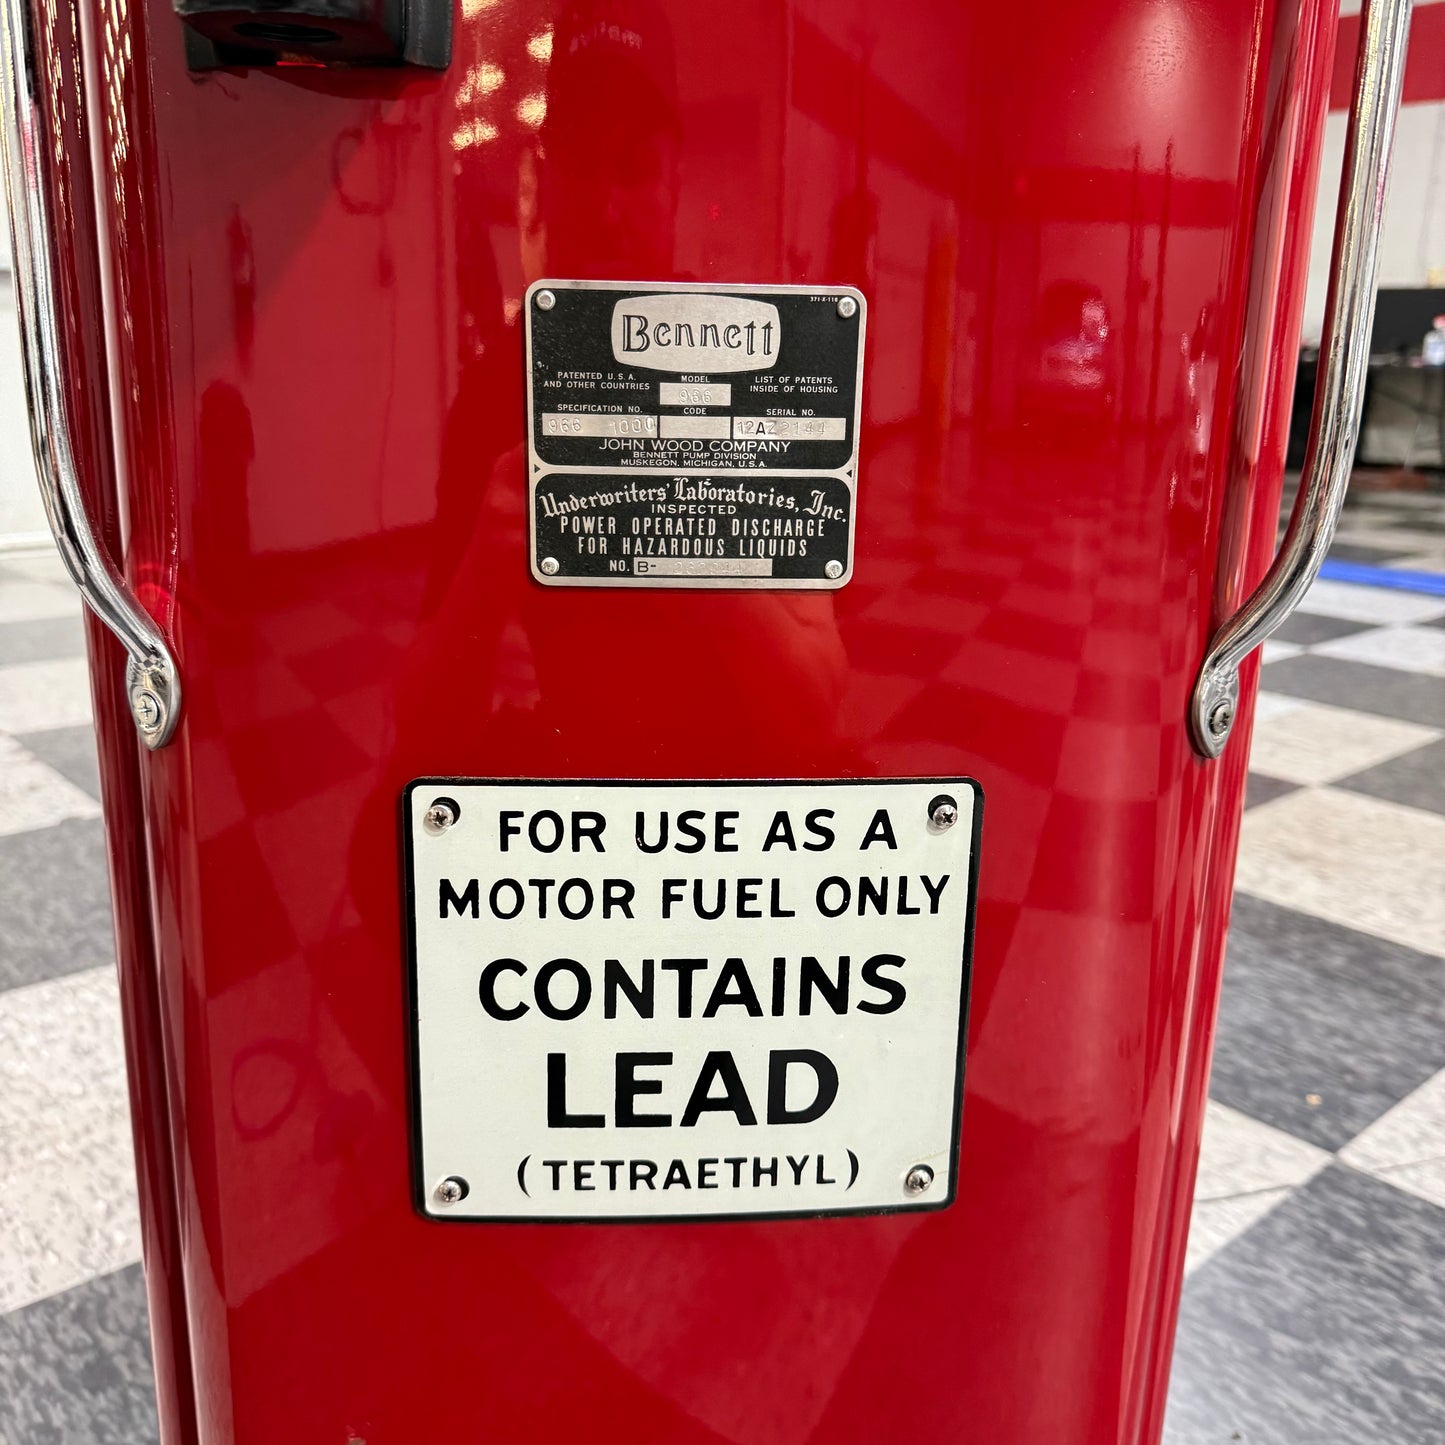 371-X-118
Bennett
PATENTED U.S.A. MODEL LIST OF PATENTS
AND OTHER COUNTRIES 966 INSIDE OF HOUSING
SPECIFICATION NO. CODE SERIAL NO.
966 1000 12AZ2144
JOHN WOOD COMPANY
BENNETT PUMP DIVISION
MUSKEGON, MICHIGAN, U.S.A.
Underwriters' Laboratories, Inc.
INSPECTED
POWER OPERATED DISCHARGE
FOR HAZARDOUS LIQUIDS
NO. B-
FOR USE AS A
MOTOR FUEL ONLY
CONTAINS
LEAD
(TETRAETHYL)